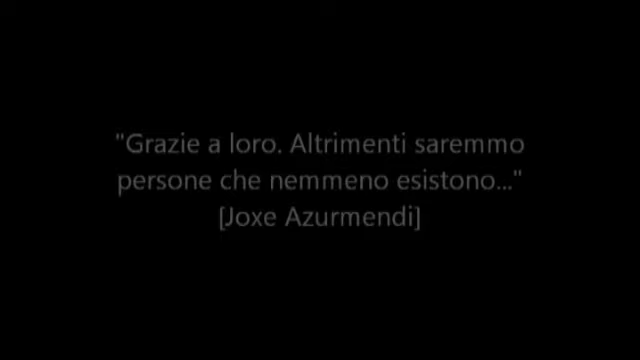 "Grazie a loro. Altrimenti saremmo
persone che nemmeno esistono..."
[Joxe Azurmendi]